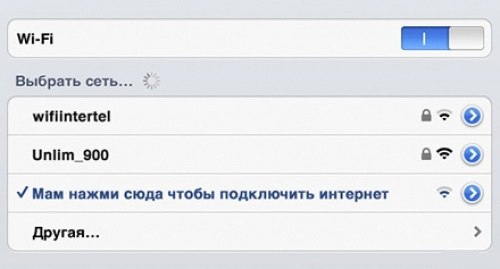 Wi-Fi
Выбрать сеть...
wifiintertel
Unlim_900
Мам нажми сюда чтобы подключить интернет
Другая...